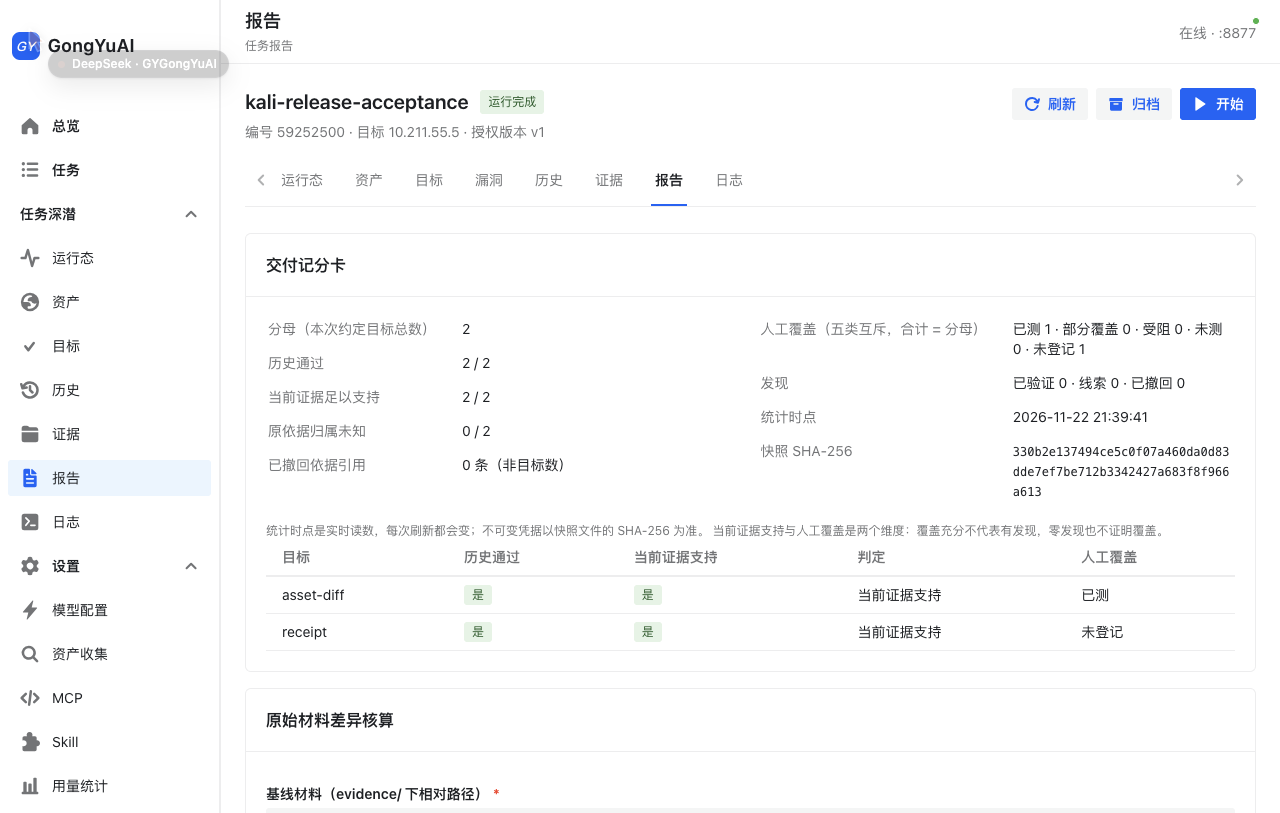 GY GongYuAI
DeepSeek · GYGongYuAI
总览
任务
任务深潜
运行态
资产
目标
历史
证据
报告
日志
设置
模型配置
资产收集
MCP
Skill
用量统计
报告
任务报告
在线 · :8877
kali-release-acceptance 运行完成
编号 59252500 · 目标 10.211.55.5 · 授权版本 v1
刷新 归档 开始
运行态 资产 目标 漏洞 历史 证据 报告 日志
交付记分卡
分母（本次约定目标总数） 2
历史通过 2 / 2
当前证据足以支持 2 / 2
原依据归属未知 0 / 2
已撤回依据引用 0 条（非目标数）
人工覆盖（五类互斥，合计 = 分母） 已测 1 · 部分覆盖 0 · 受阻 0 · 未测
0 · 未登记 1
发现 已验证 0 · 线索 0 · 已撤回 0
统计时点 2026-11-22 21:39:41
快照 SHA-256 330b2e137494ce5c0f07a460da0d83
dde7ef7be712b3342427a683f8f966
a613
统计时点是实时读数，每次刷新都会变；不可变凭据以快照文件的 SHA-256 为准。 当前证据支持与人工覆盖是两个维度：覆盖充分不代表有发现，零发现也不证明覆盖。
目标 历史通过 当前证据支持 判定 人工覆盖
asset-diff 是 是 当前证据支持 已测
receipt 是 是 当前证据支持 未登记
原始材料差异核算
基线材料（evidence/ 下相对路径） *